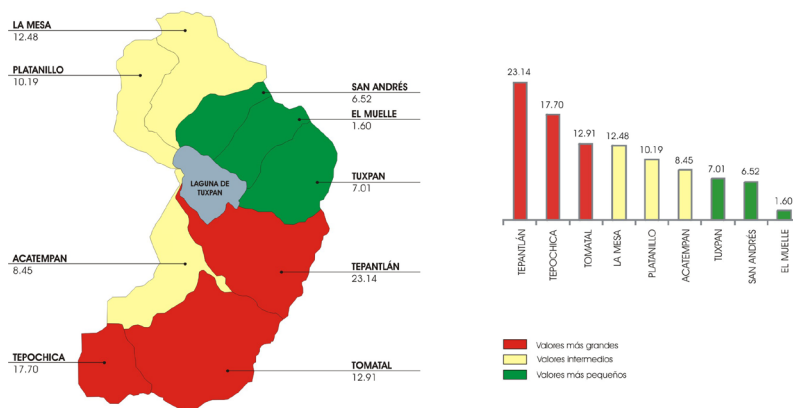 LA MESA
12.48
PLATANILLO
10.19
SAN ANDRÉS
6.52
EL MUELLE
1.60
LAGUNA DE
TUXPAN
TUXPAN
7.01
ACATEMPAN
8.45
TEPANTLÁN
23.14
TEPOCHICA
17.70
TOMATAL
12.91
23.14
17.70
12.91
12.48
10.19
8.45
7.01
6.52
1.60
TEPANTLÁN
TEPOCHICA
TOMATAL
LA MESA
PLATANILLO
ACATEMPAN
TUXPAN
SAN ANDRÉS
EL MUELLE
Valores más grandes
Valores intermedios
Valores más pequeños